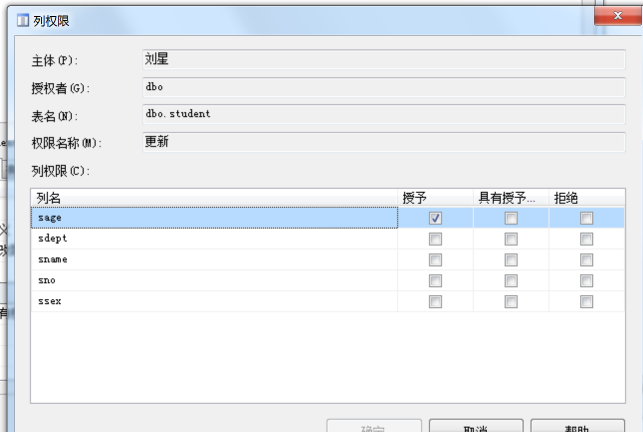 列权限
主体(P):
刘星
授权者(G):
dbo
表名(N):
dbo.student
权限名称(M):
更新
列权限(C):
列名 授予 具有授予... 拒绝
sage
sdept
sname
sno
ssex
确定 取消 帮助